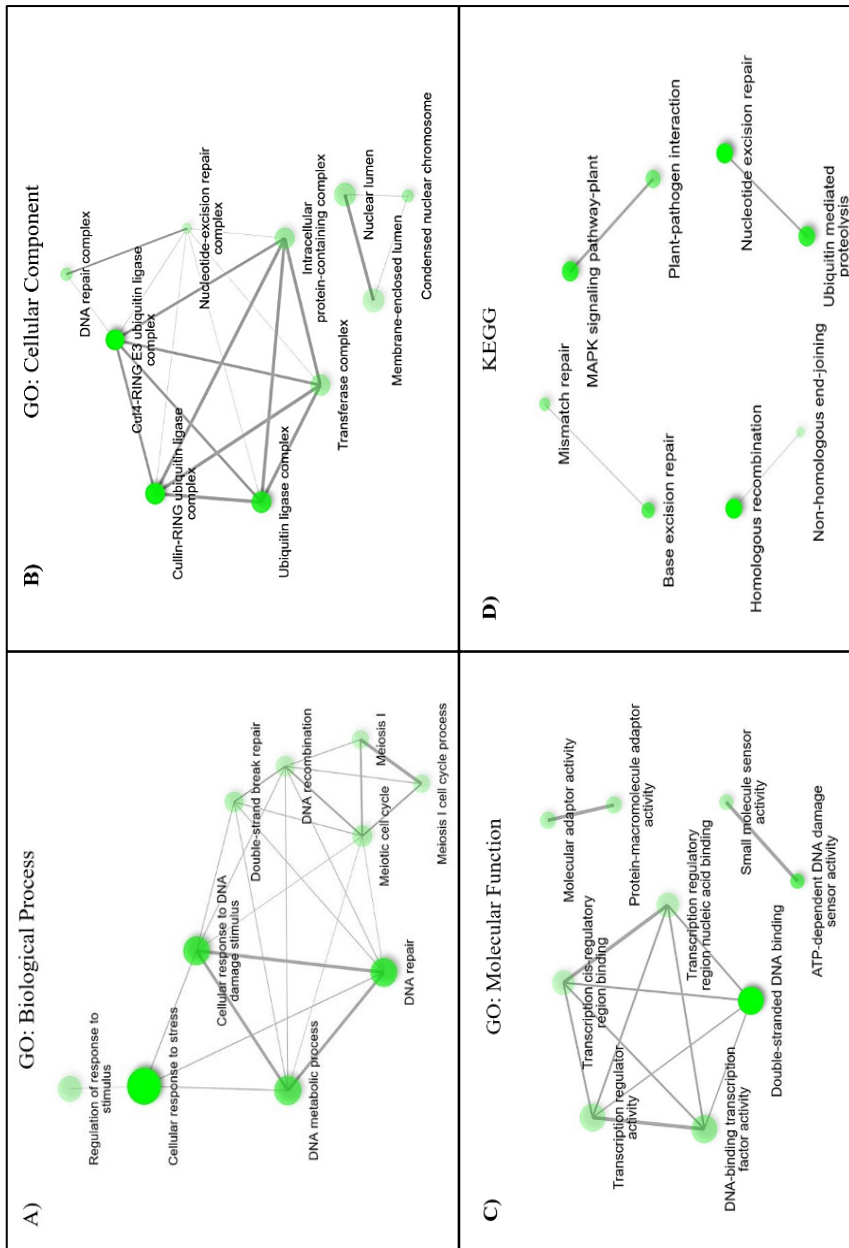 A)
GO: Biological Process
Regulation of response to
stimulus
Cellular response to stress
Cellular response to DNA
damage stimulus
Double-strand break repair
DNA recombination
Meiosis I
Meiotic cell cycle
Meiosis I cell cycle process
DNA metabolic process
DNA repair
B)
GO: Cellular Component
DNA repair complex
Cul4-RING E3 ubiquitin ligase
complex
Nucleotide-excision repair
complex
Cullin-RING ubiquitin ligase
complex
Intracellular
protein-containing complex
Ubiquitin ligase complex
Transferase complex
Nuclear lumen
Membrane-enclosed lumen
Condensed nuclear chromosome
C)
GO: Molecular Function
Molecular adaptor activity
Protein-macromolecule adaptor
activity
Transcription cis-regulatory
region binding
Transcription regulator
activity
Transcription regulatory
region nucleic acid binding
Small molecule sensor
activity
DNA-binding transcription
factor activity
Double-stranded DNA binding
ATP-dependent DNA damage
sensor activity
D)
KEGG
Mismatch repair
MAPK signaling pathway-plant
Base excision repair
Plant-pathogen interaction
Homologous recombination
Nucleotide excision repair
Non-homologous end-joining
Ubiquitin mediated
proteolysis